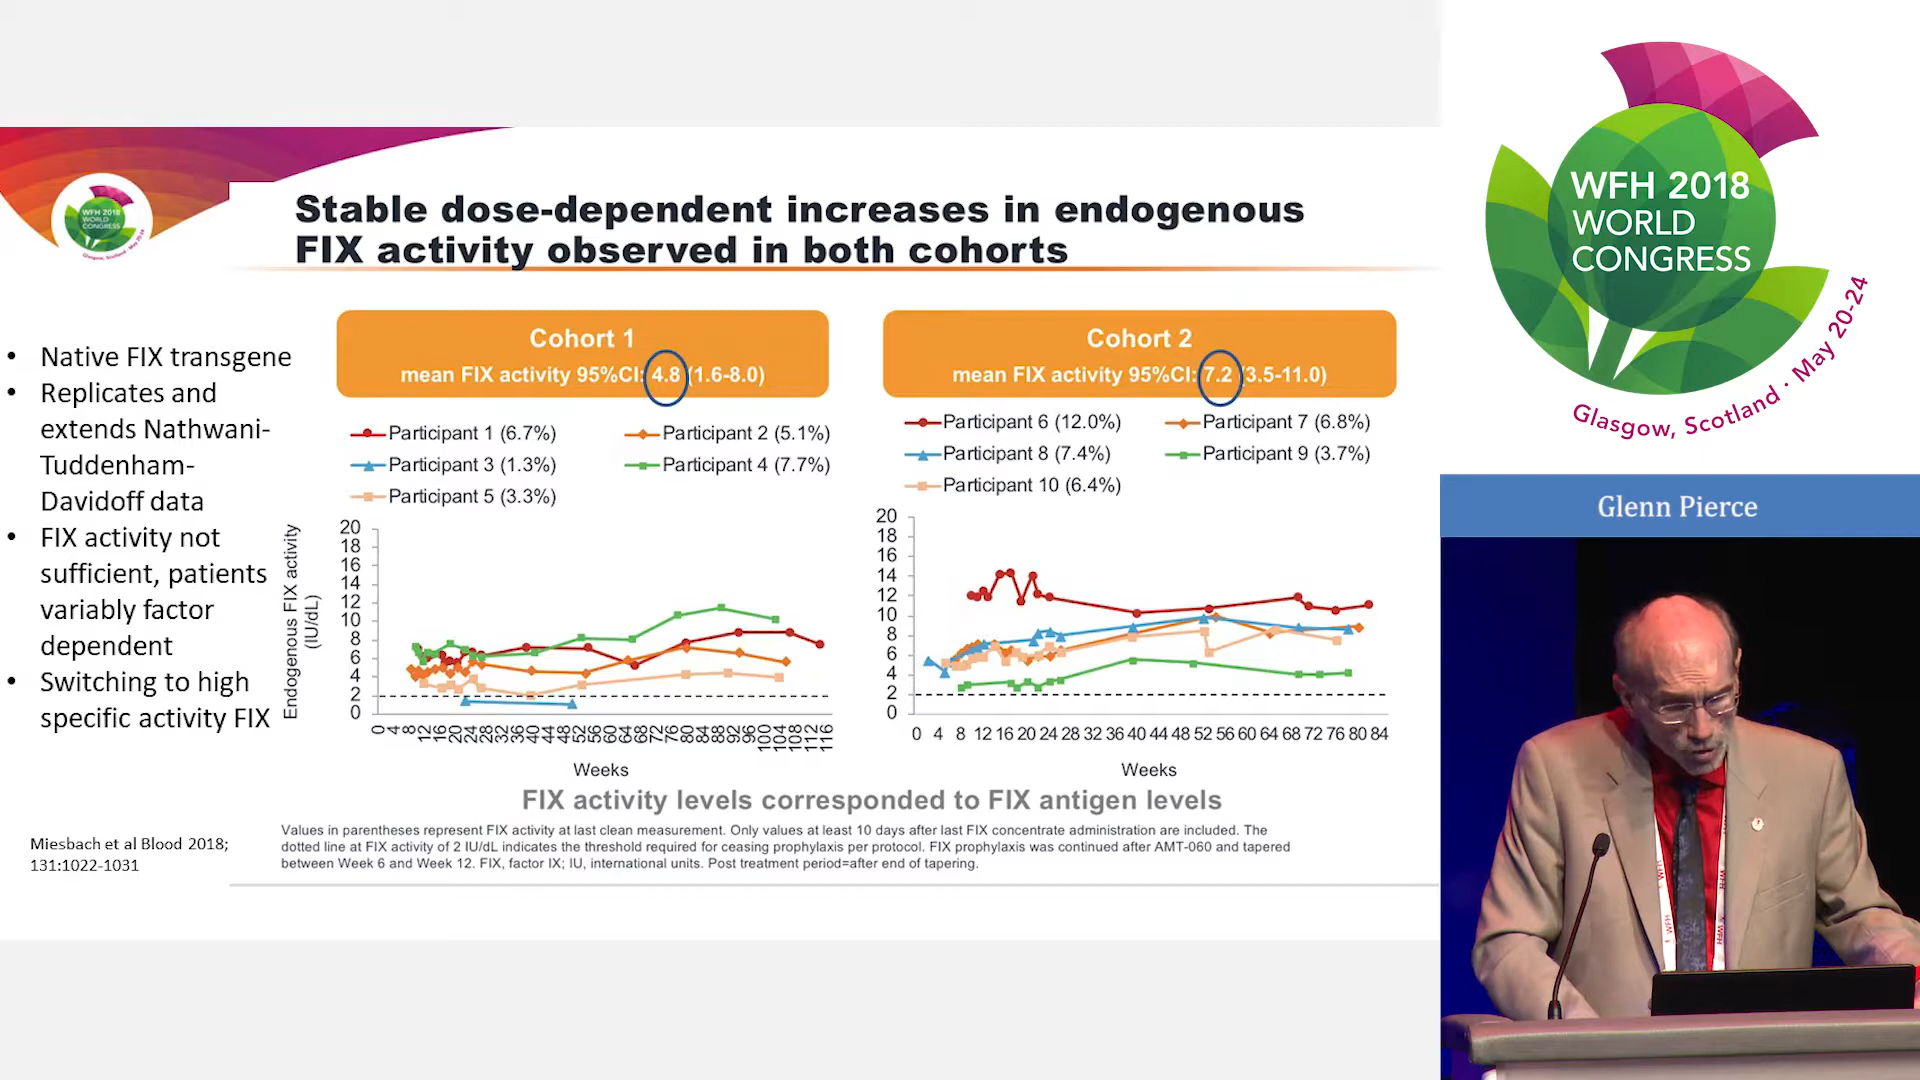 WFH 2018
WORLD
CONGRESS
Glasgow, Scotland · May 20-24
Stable dose-dependent increases in endogenous
FIX activity observed in both cohorts
• Native FIX transgene
• Replicates and
extends Nathwani-
Tuddenham-
Davidoff data
• FIX activity not
sufficient, patients
variably factor
dependent
• Switching to high
specific activity FIX
Miesbach et al Blood 2018;
131:1022-1031
Cohort 1
mean FIX activity 95%CI: 4.8 (1.6-8.0)
Participant 1 (6.7%)
Participant 2 (5.1%)
Participant 3 (1.3%)
Participant 4 (7.7%)
Participant 5 (3.3%)
Endogenous FIX activity
(IU/dL)
20
18
16
14
12
10
8
6
4
2
0
0 4 8 12 16 20 24 28 32 36 40 44 48 52 56 60 64 68 72 76 80 84 88 92 96 100 104 108 112 116
Weeks
Cohort 2
mean FIX activity 95%CI: 7.2 (3.5-11.0)
Participant 6 (12.0%)
Participant 7 (6.8%)
Participant 8 (7.4%)
Participant 9 (3.7%)
Participant 10 (6.4%)
20
18
16
14
12
10
8
6
4
2
0
0 4 8 12 16 20 24 28 32 36 40 44 48 52 56 60 64 68 72 76 80 84
Weeks
FIX activity levels corresponded to FIX antigen levels
Values in parentheses represent FIX activity at last clean measurement. Only values at least 10 days after last FIX concentrate administration are included. The
dotted line at FIX activity of 2 IU/dL indicates the threshold required for ceasing prophylaxis per protocol. FIX prophylaxis was continued after AMT-060 and tapered
between Week 6 and Week 12. FIX, factor IX; IU, international units. Post treatment period=after end of tapering.
WFH 2018
WORLD
CONGRESS
Glasgow, Scotland · May 20-24
Glenn Pierce
WFH
WFH
WFH